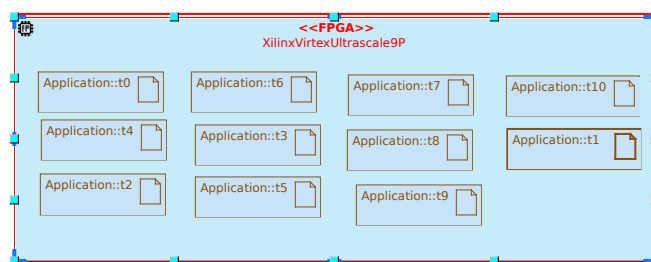 <<FPGA>>
XilinxVirtexUltrascale9P
Application::t0
Application::t6
Application::t7
Application::t10
Application::t4
Application::t3
Application::t8
Application::t1
Application::t2
Application::t5
Application::t9